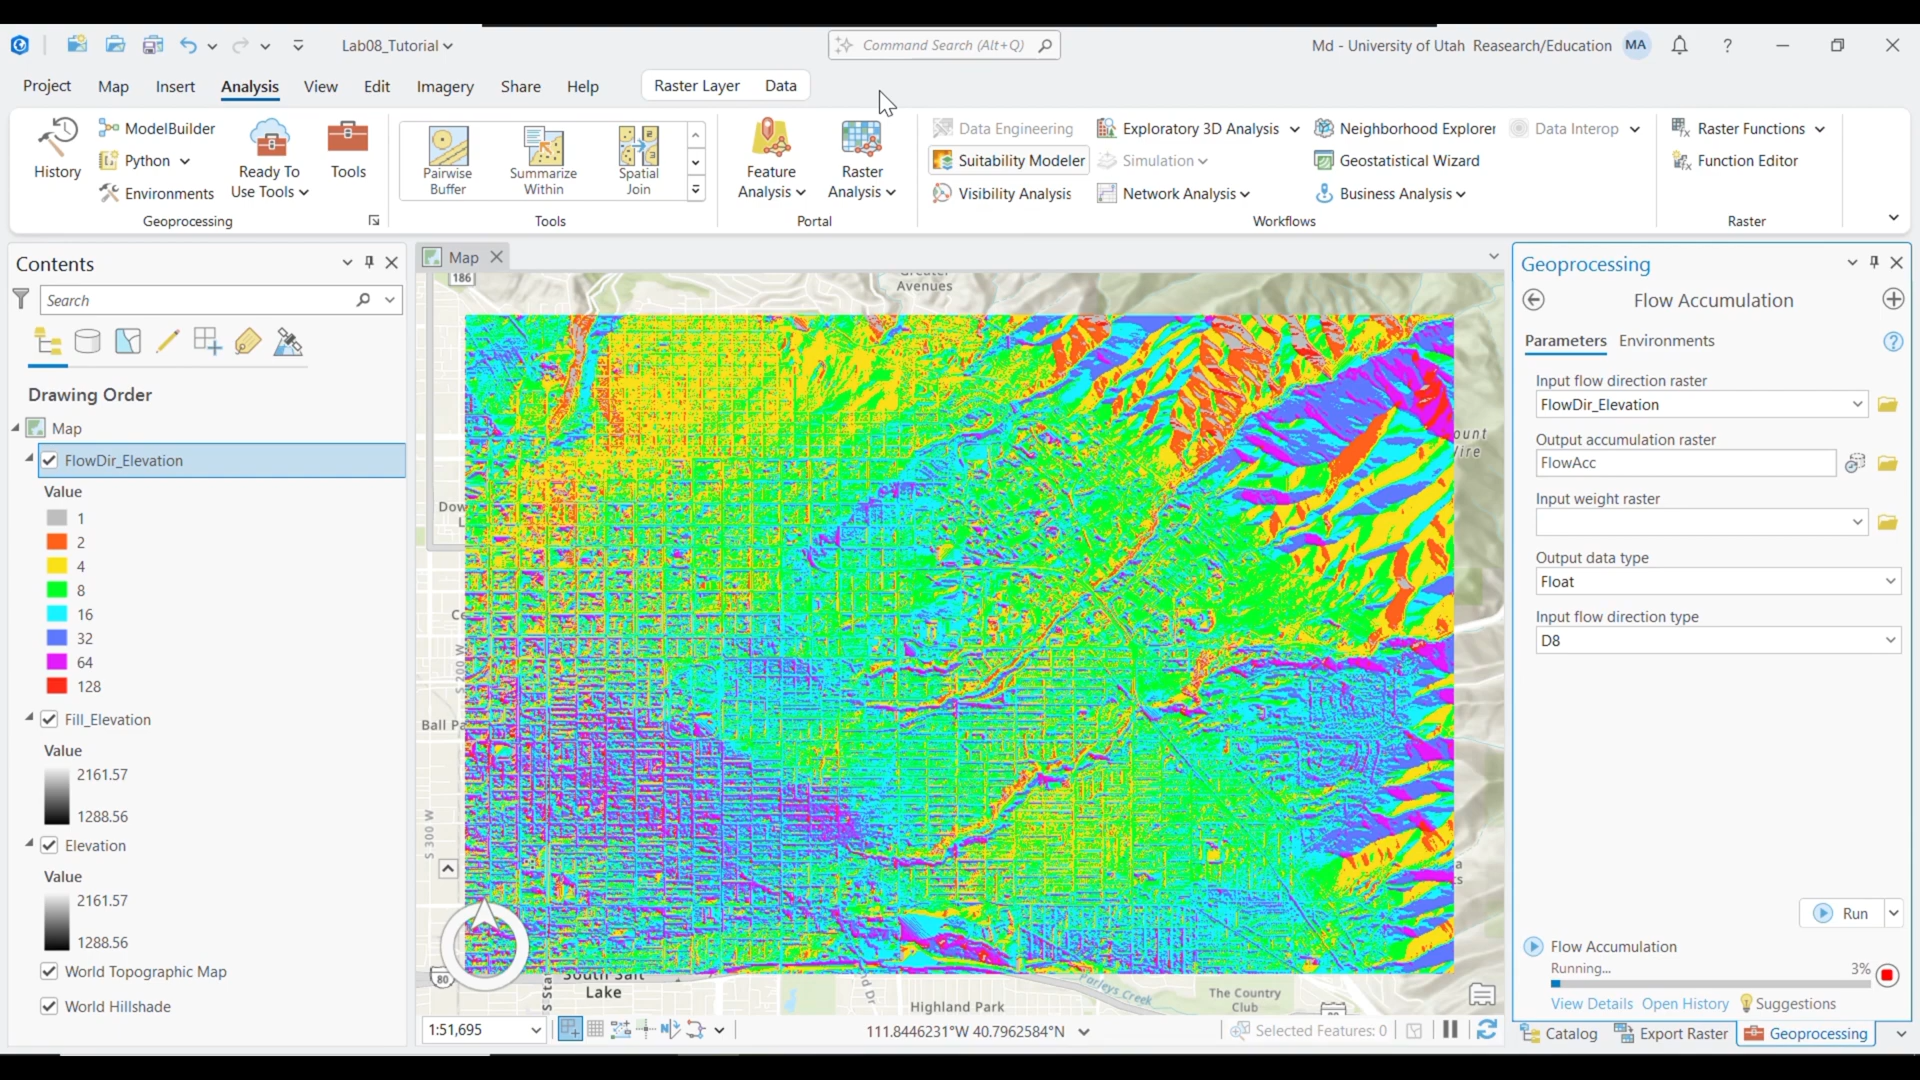 Lab08_Tutorial
Command Search (Alt+Q)
Md - University of Utah Reasearch/Education MA
?
Project Map Insert Analysis View Edit Imagery Share Help Raster Layer Data
History
ModelBuilder
Python
Environments
Ready To
Use Tools
Tools
Geoprocessing
Pairwise
Buffer
Summarize
Within
Spatial
Join
Tools
Feature
Analysis
Raster
Analysis
Portal
Data Engineering
Suitability Modeler
Visibility Analysis
Exploratory 3D Analysis
Simulation
Network Analysis
Neighborhood Explorer
Geostatistical Wizard
Business Analysis
Data Interop
Workflows
Raster Functions
Function Editor
Raster
Contents
Search
Drawing Order
Map
FlowDir_Elevation
Value
1
2
4
8
16
32
64
128
Fill_Elevation
Value
2161.57
1288.56
Elevation
Value
2161.57
1288.56
World Topographic Map
World Hillshade
Map
186
Avenues
S 200 W
Ball Pa
S 300 W
80
South Salt
Lake
Highland Park
Parleys Creek
The Country
Club
1:51,695
111.8446231°W 40.7962584°N
Selected Features: 0
Geoprocessing
Flow Accumulation
Parameters Environments
?
Input flow direction raster
FlowDir_Elevation
Output accumulation raster
FlowAcc
Input weight raster
Output data type
Float
Input flow direction type
D8
Run
Flow Accumulation
Running... 3%
View Details Open History Suggestions
Catalog Export Raster Geoprocessing